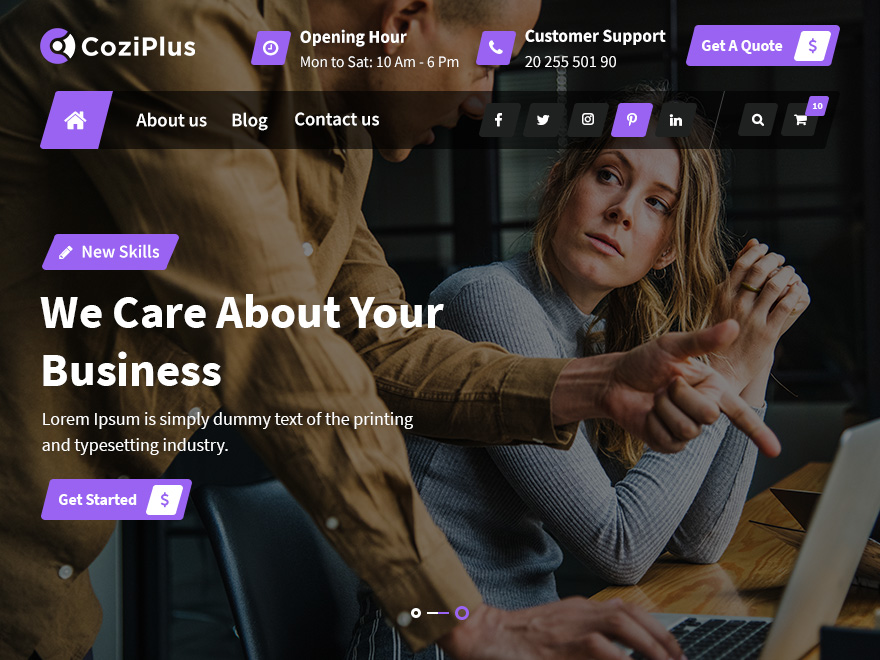 CoziPlus
Opening Hour
Mon to Sat: 10 Am - 6 Pm
Customer Support
20 255 501 90
Get A Quote $
About us
Blog
Contact us
10
New Skills
We Care About Your
Business
Lorem Ipsum is simply dummy text of the printing
and typesetting industry.
Get Started $